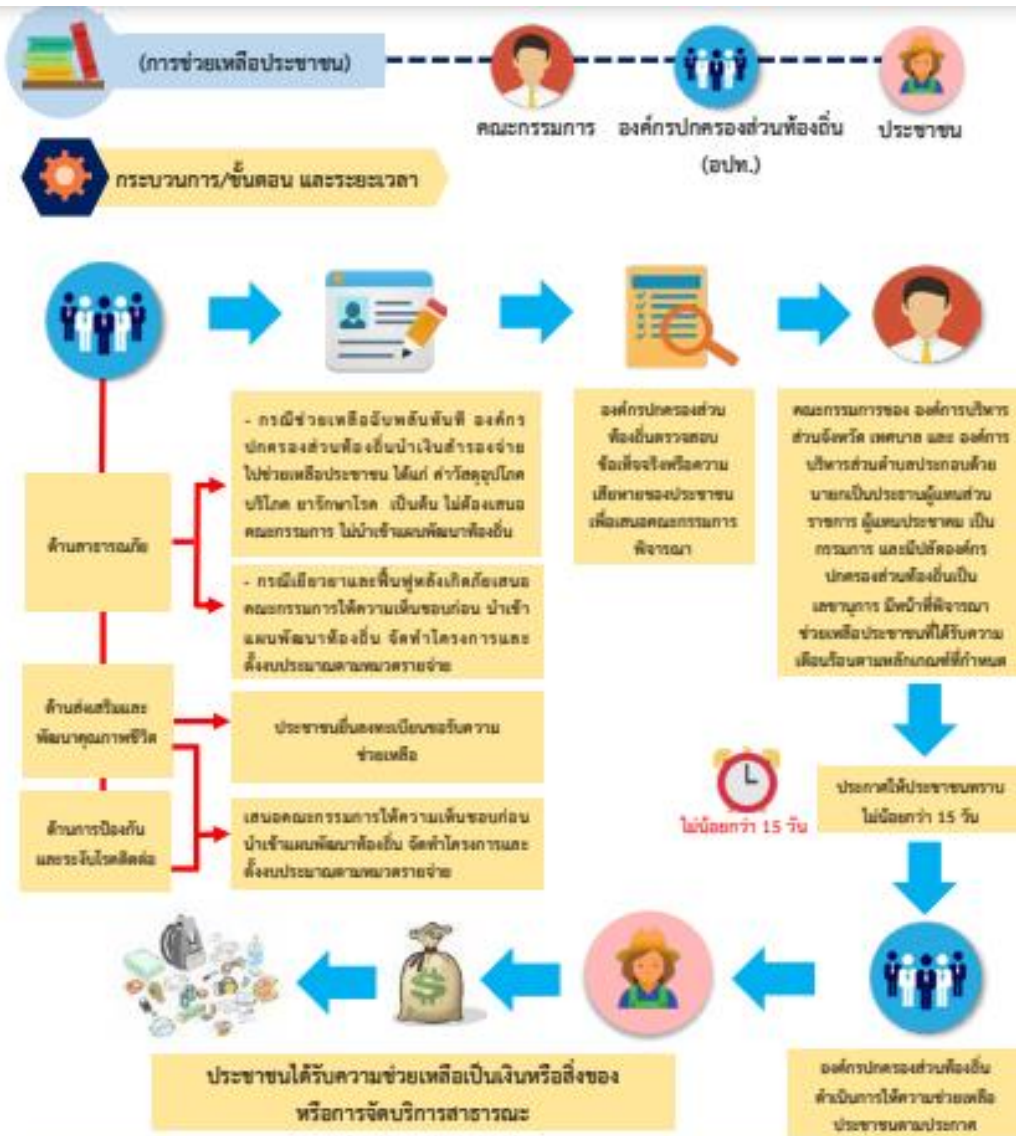 (การช่วยเหลือประชาชน)
คณะกรรมการ
องค์กรปกครองส่วนท้องถิ่น
(อปท.)
ประชาชน
กระบวนการ/ขั้นตอน และระยะเวลา
ด้านสาธารณภัย
- กรณีช่วยเหลือฉับพลันทันที องค์กร
ปกครองส่วนท้องถิ่นนำเงินสำรองจ่าย
ไปช่วยเหลือประชาชน ได้แก่ ค่าวัสดุอุปโภค
บริโภค ยารักษาโรค เป็นต้น ไม่ต้องเสนอ
คณะกรรมการ ไม่นำเข้าแผนพัฒนาท้องถิ่น
- กรณีเยียวยาและฟื้นฟูหลังเกิดภัยเสนอ
คณะกรรมการให้ความเห็นชอบก่อน นำเข้า
แผนพัฒนาท้องถิ่น จัดทำโครงการและ
ตั้งงบประมาณตามหมวดรายจ่าย
ด้านส่งเสริมและ
พัฒนาคุณภาพชีวิต
ประชาชนยื่นลงทะเบียนขอรับความ
ช่วยเหลือ
ด้านการป้องกัน
และระงับโรคติดต่อ
เสนอคณะกรรมการให้ความเห็นชอบก่อน
นำเข้าแผนพัฒนาท้องถิ่น จัดทำโครงการและ
ตั้งงบประมาณตามหมวดรายจ่าย
องค์กรปกครองส่วน
ท้องถิ่นตรวจสอบ
ข้อเท็จจริงหรือความ
เสียหายของประชาชน
เพื่อเสนอคณะกรรมการ
พิจารณา
คณะกรรมการของ องค์การบริหาร
ส่วนจังหวัด เทศบาล และ องค์การ
บริหารส่วนตำบลประกอบด้วย
นายกเป็นประธานผู้แทนส่วน
ราชการ ผู้แทนประชาคม เป็น
กรรมการ และมีปลัดองค์กร
ปกครองส่วนท้องถิ่นเป็น
เลขานุการ มีหน้าที่พิจารณา
ช่วยเหลือประชาชนที่ได้รับความ
เดือนร้อนตามหลักเกณฑ์ที่กำหนด
ไม่น้อยกว่า 15 วัน
ประกาศให้ประชาชนทราบ
ไม่น้อยกว่า 15 วัน
องค์กรปกครองส่วนท้องถิ่น
ดำเนินการให้ความช่วยเหลือ
ประชาชนตามประกาศ
ประชาชนได้รับความช่วยเหลือเป็นเงินหรือสิ่งของ
หรือการจัดบริการสาธารณะ